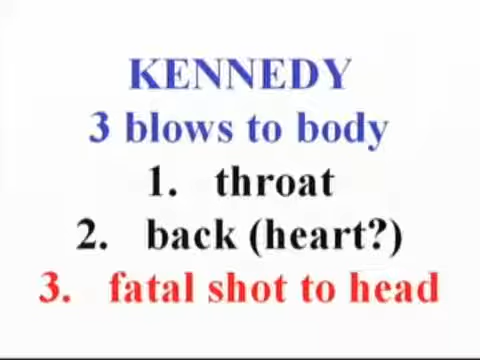 KENNEDY
3 blows to body
1. throat
2. back (heart?)
3. fatal shot to head